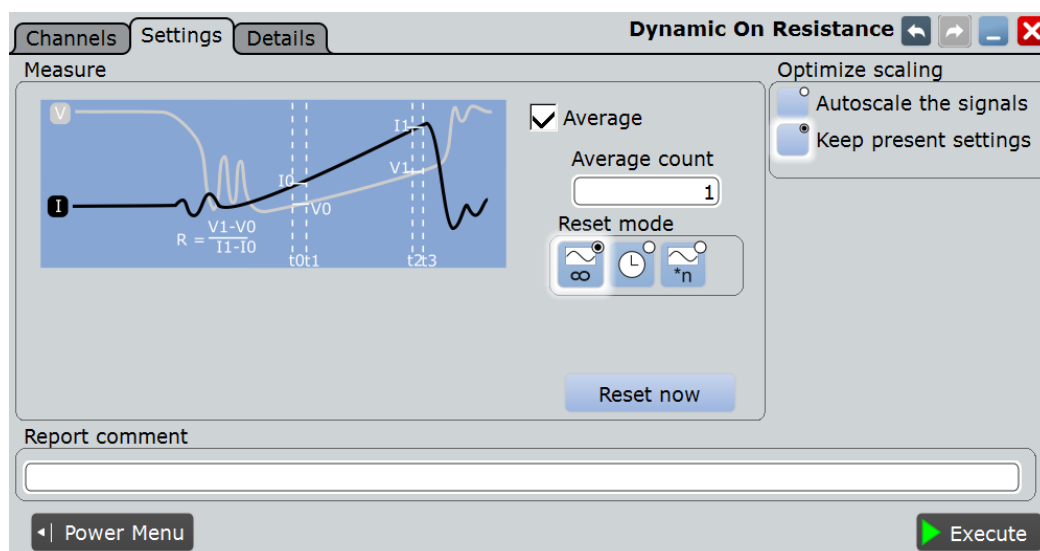 Channels Settings Details Dynamic On Resistance
Measure
Optimize scaling
V
I1
V1
I0
V0
I
R = V1-V0
I1-I0
t0t1
t2t3
Average
Average count
1
Reset mode
∞
*n
Reset now
Autoscale the signals
Keep present settings
Report comment
Power Menu
Execute